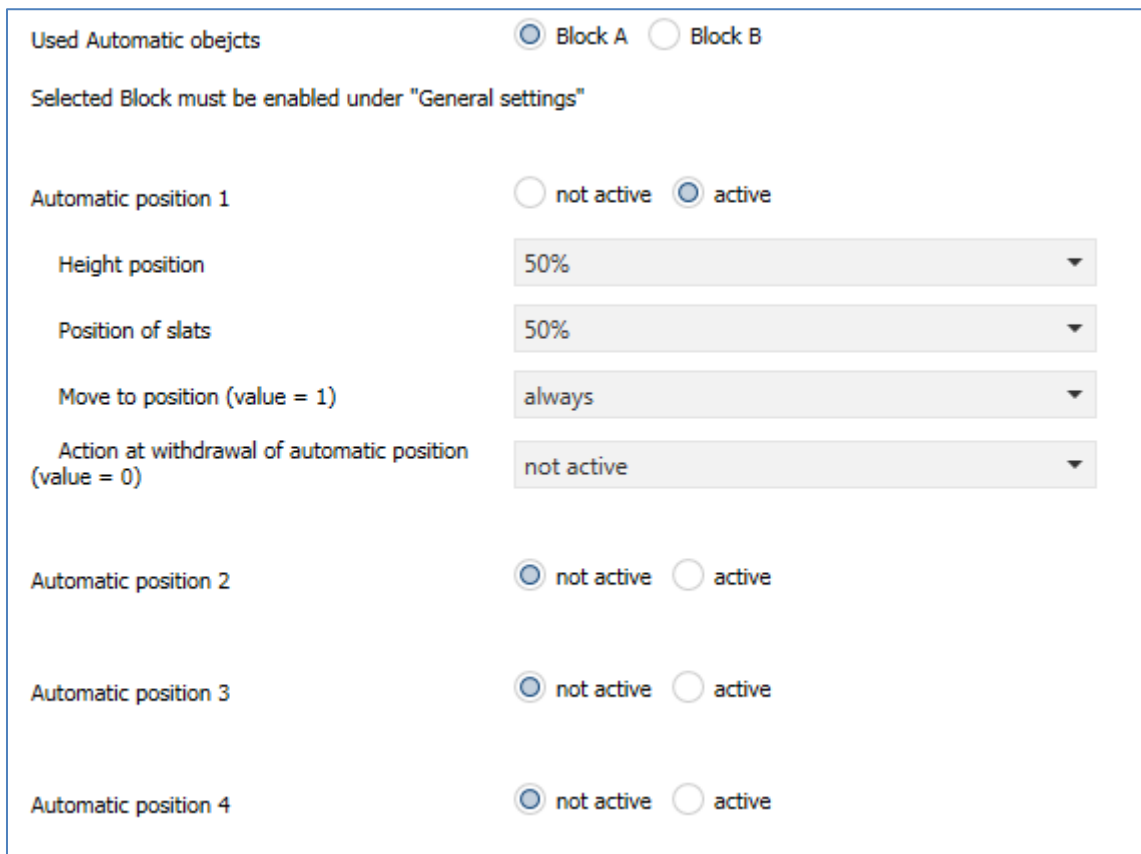 Used Automatic obejcts Block A Block B
Selected Block must be enabled under "General settings"
Automatic position 1 not active active
Height position 50%
Position of slats 50%
Move to position (value = 1) always
Action at withdrawal of automatic position
(value = 0) not active
Automatic position 2 not active active
Automatic position 3 not active active
Automatic position 4 not active active